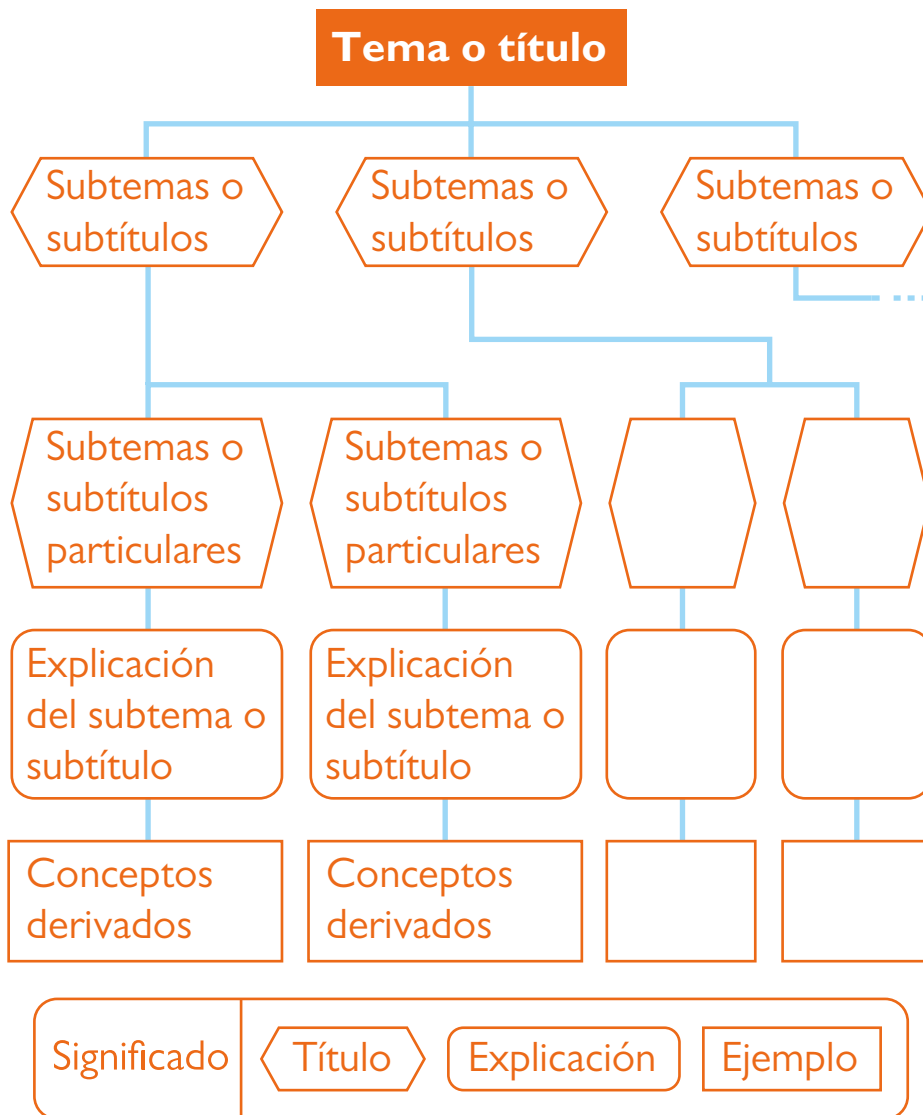 Tema o título
Subtemas o
subtítulos
Subtemas o
subtítulos
Subtemas o
subtítulos
Subtemas o
subtítulos
particulares
Subtemas o
subtítulos
particulares
Explicación
del subtema o
subtítulo
Explicación
del subtema o
subtítulo
Conceptos
derivados
Conceptos
derivados
Significado
Título
Explicación
Ejemplo